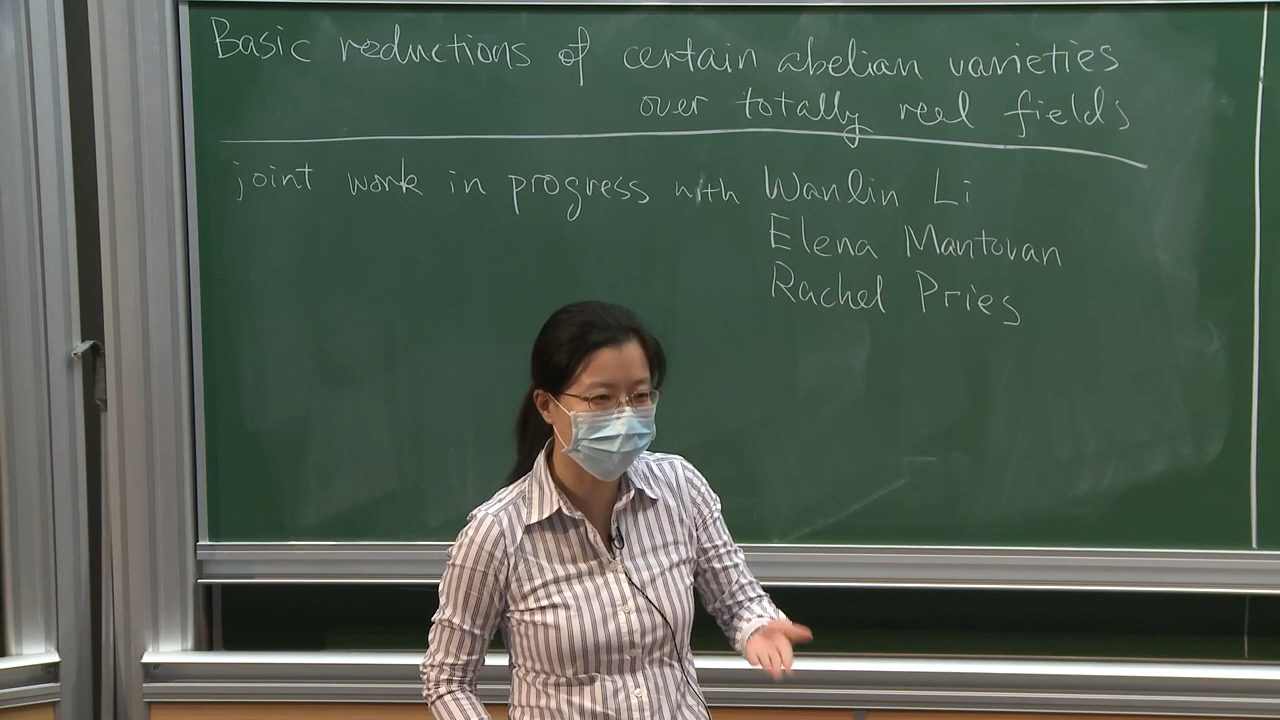 Basic reductions of certain abelian varieties
over totally real fields
joint work in progress with Wanlin Li
Elena Mantovan
Rachel Pries